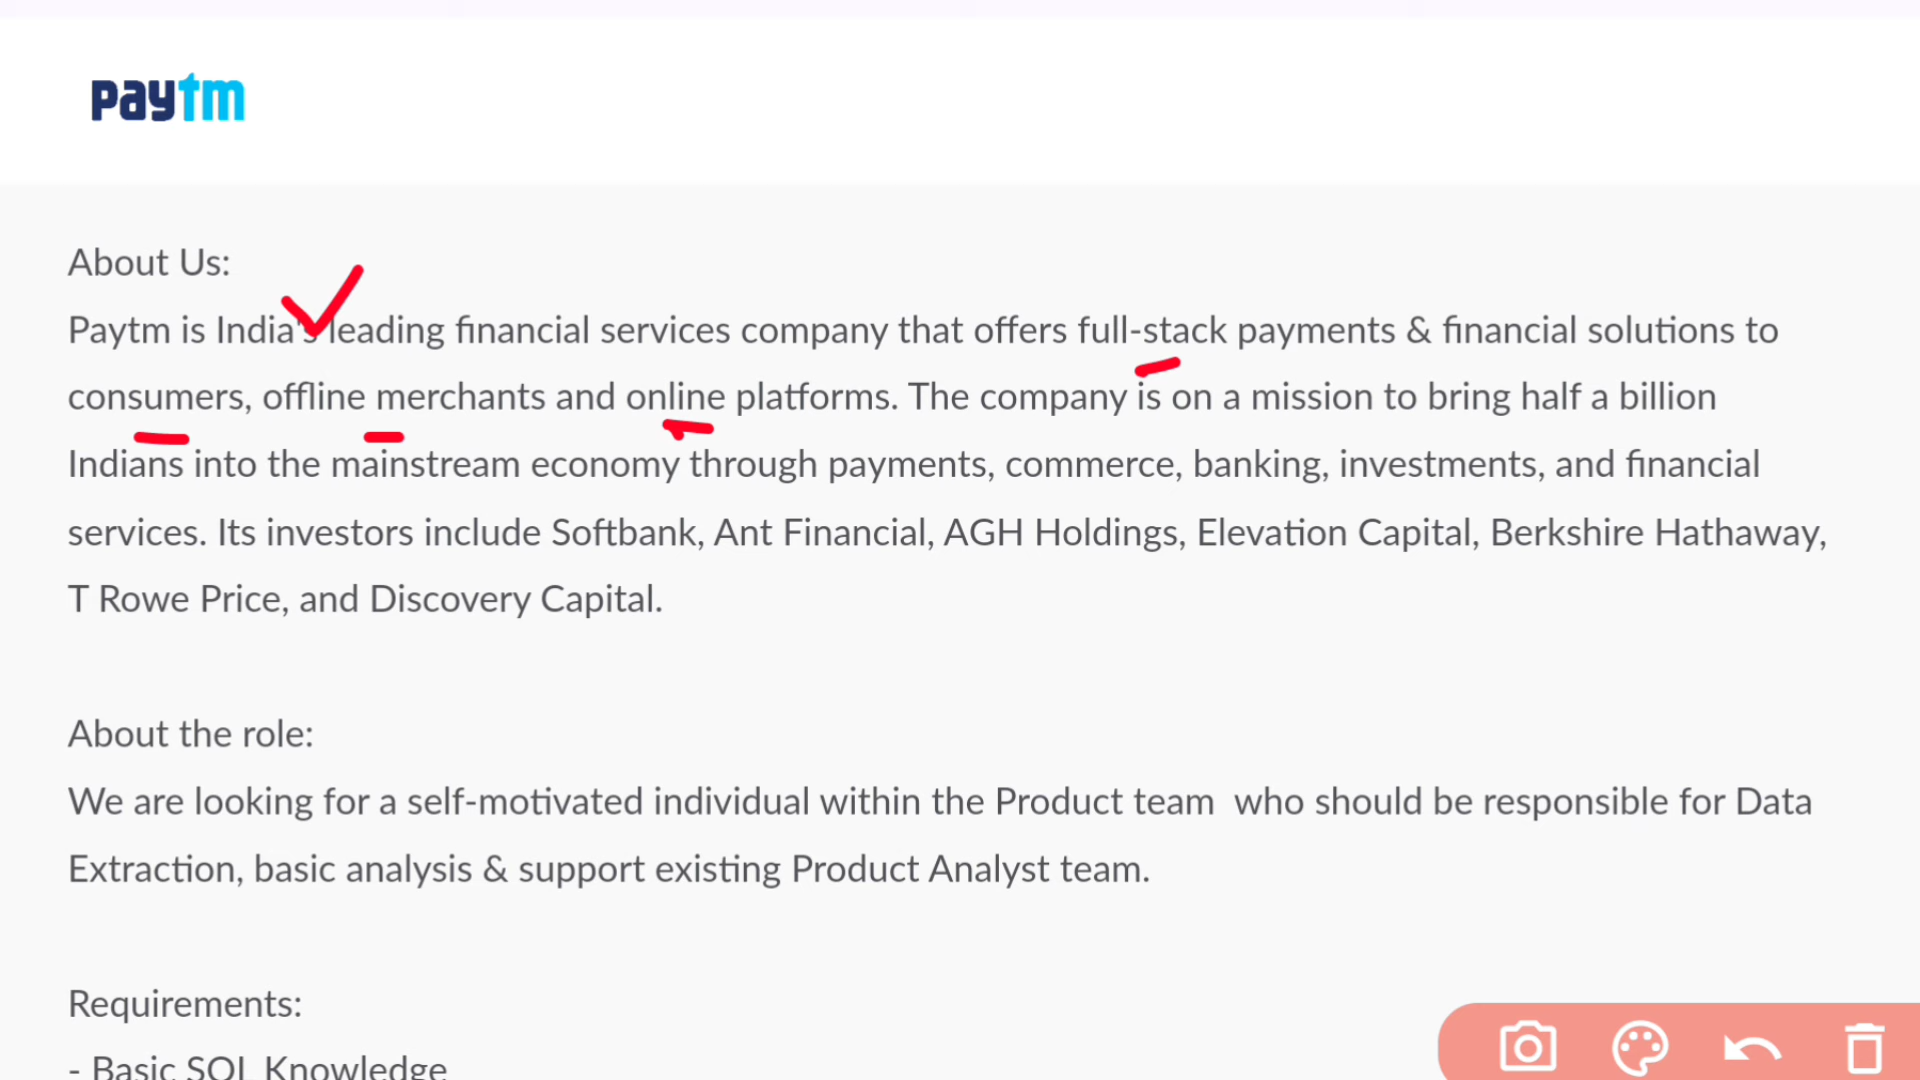 paytm
About Us:
Paytm is India's leading financial services company that offers full-stack payments & financial solutions to
consumers, offline merchants and online platforms. The company is on a mission to bring half a billion
Indians into the mainstream economy through payments, commerce, banking, investments, and financial
services. Its investors include Softbank, Ant Financial, AGH Holdings, Elevation Capital, Berkshire Hathaway,
T Rowe Price, and Discovery Capital.
About the role:
We are looking for a self-motivated individual within the Product team who should be responsible for Data
Extraction, basic analysis & support existing Product Analyst team.
Requirements:
- Basic SQL Knowledge